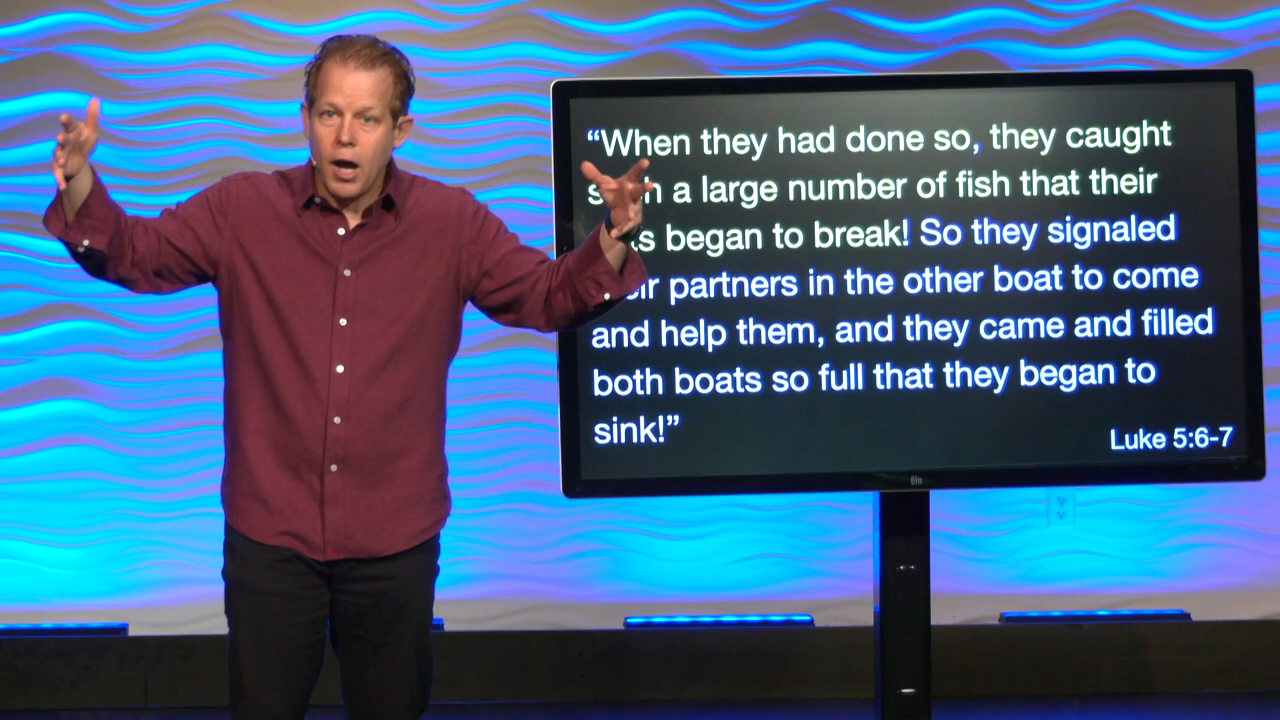 “When they had done so, they caught
a large number of fish that their
began to break! So they signaled
partners in the other boat to come
and help them, and they came and filled
both boats so full that they began to
sink!”
Luke 5:6-7
Elo